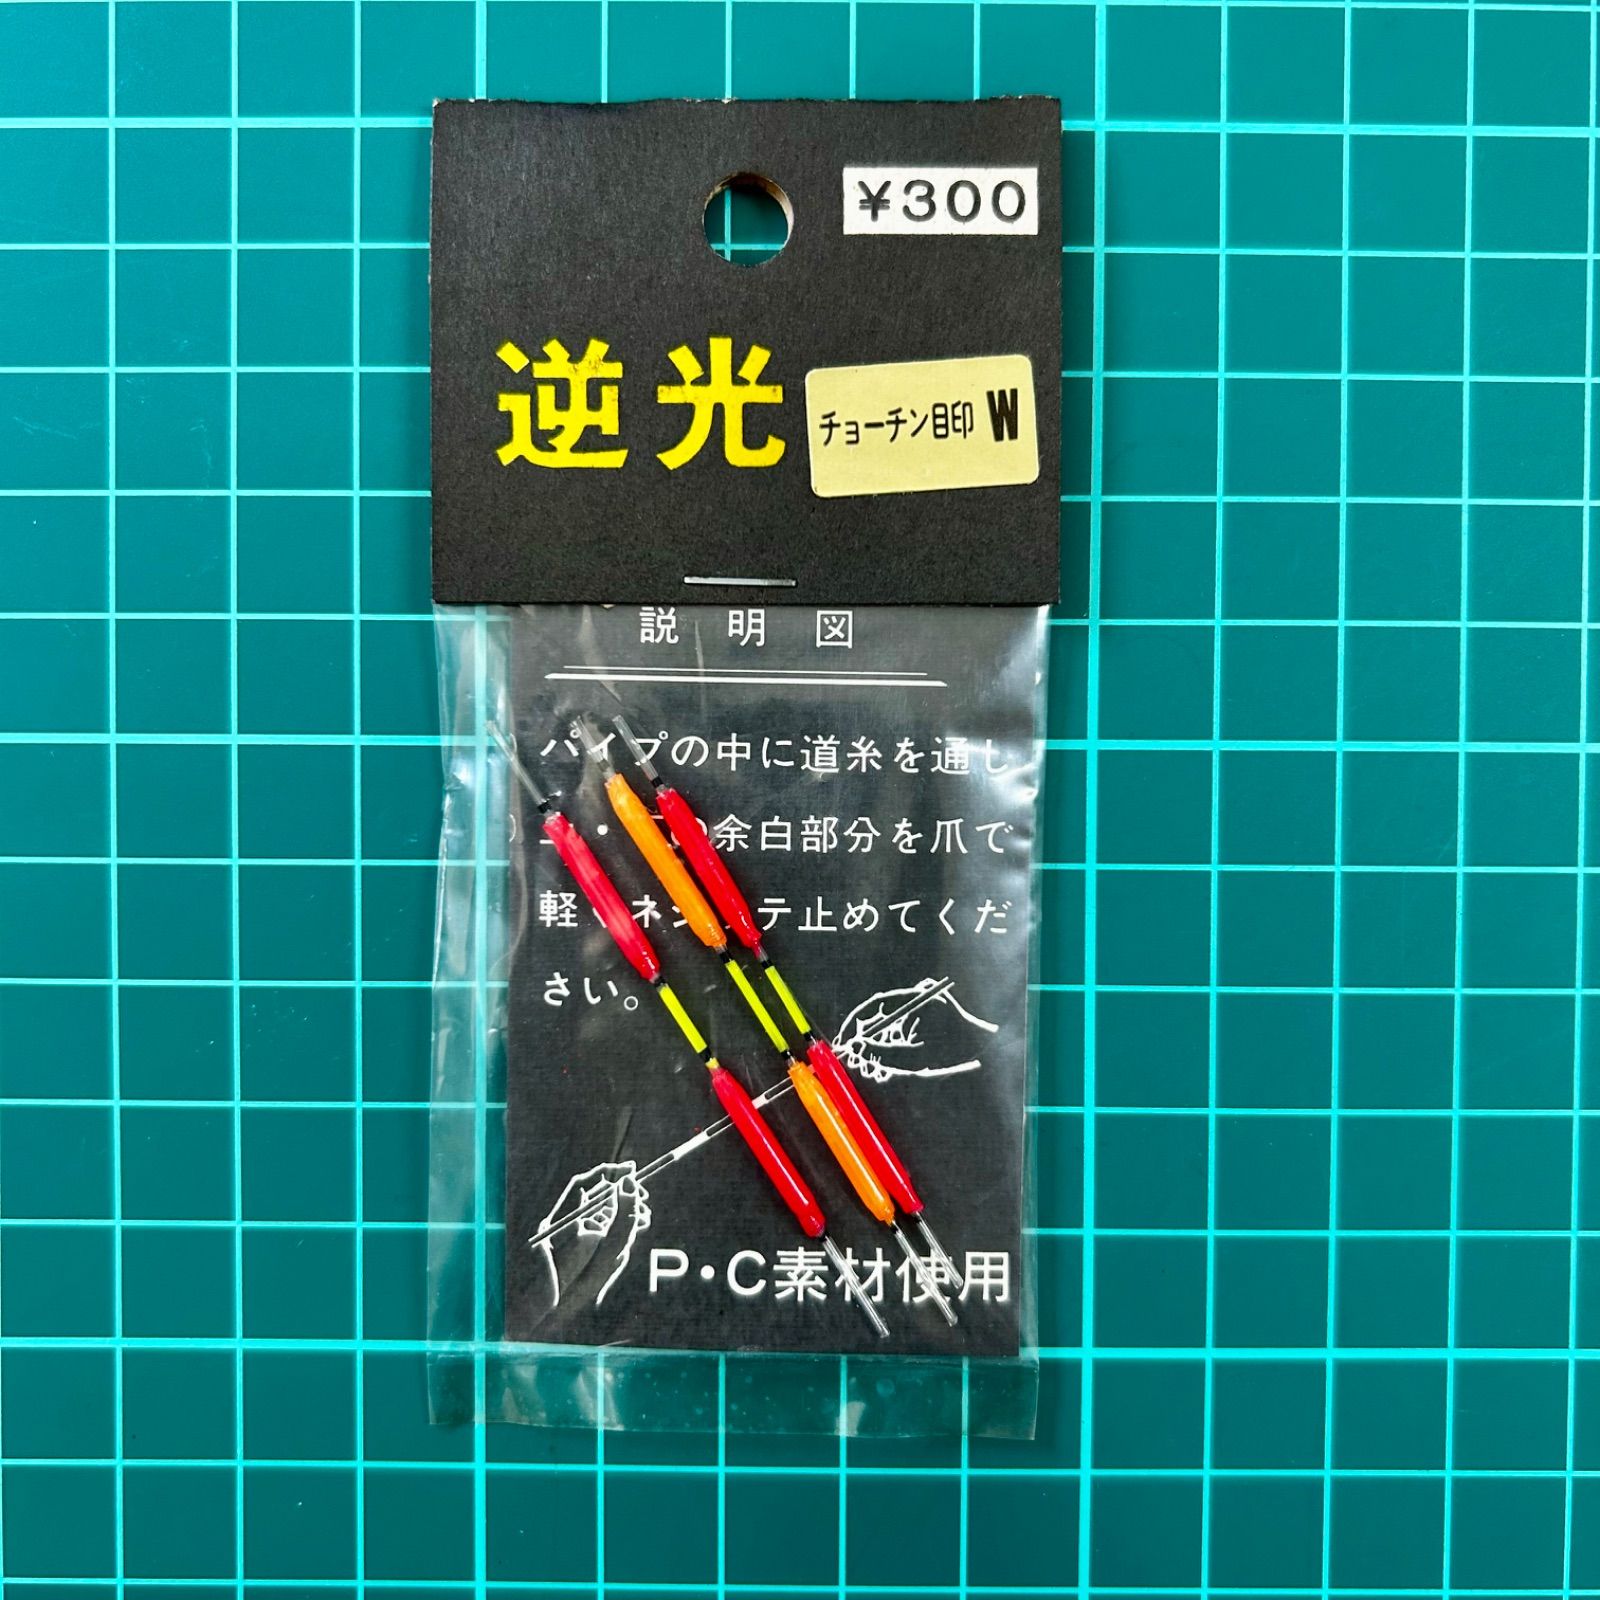 ¥300
逆光
チョーチン目印 W
説明図
パイプの中に道糸を通し
余白部分を爪で
軽 ネジ テ止めてくだ
さい。
P・C素材使用